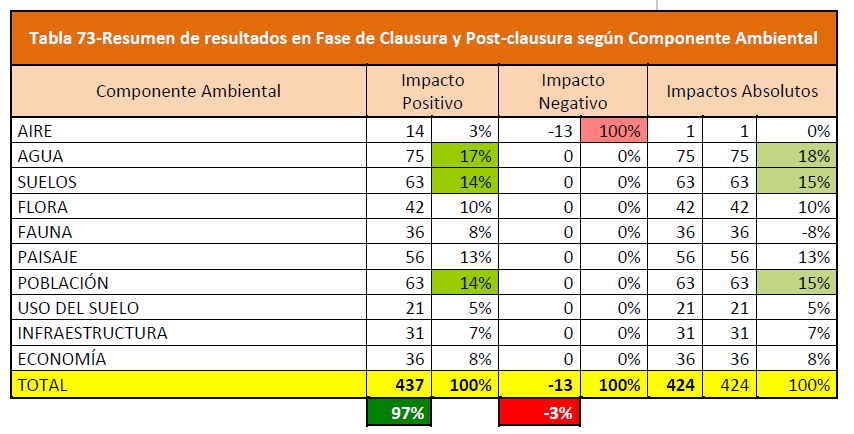 Tabla 73-Resumen de resultados en Fase de Clausura y Post-clausura según Componente Ambiental
Componente Ambiental Impacto Positivo Impacto Negativo Impactos Absolutos
AIRE 14 3% -13 100% 1 1 0%
AGUA 75 17% 0 0% 75 75 18%
SUELOS 63 14% 0 0% 63 63 15%
FLORA 42 10% 0 0% 42 42 10%
FAUNA 36 8% 0 0% 36 36 -8%
PAISAJE 56 13% 0 0% 56 56 13%
POBLACIÓN 63 14% 0 0% 63 63 15%
USO DEL SUELO 21 5% 0 0% 21 21 5%
INFRAESTRUCTURA 31 7% 0 0% 31 31 7%
ECONOMÍA 36 8% 0 0% 36 36 8%
TOTAL 437 100% -13 100% 424 424 100%
97% -3%